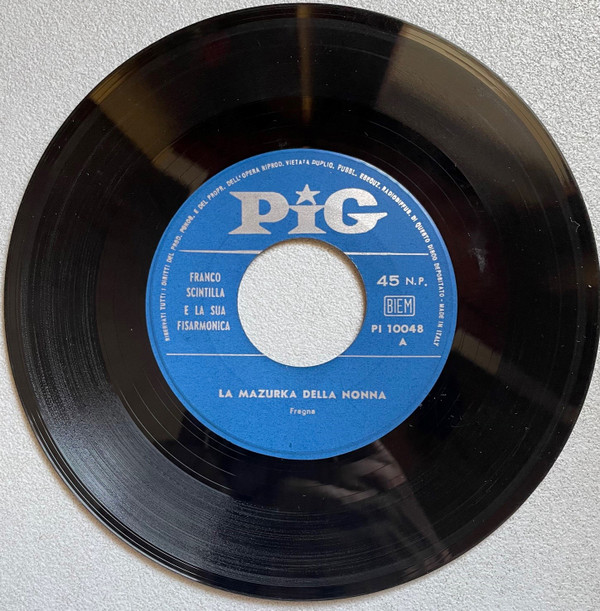 RISERVATI TUTTI I DIRITTI DEL PROD. FONOG. E DEL PROPR. DELL'OPERA RIPROD. VIETATA DUPLIC. PUBBL. ESECUZ. RADIODIFFUS. DI QUESTO DISCO DEPOSITATO - MADE IN ITALY
PiG
FRANCO
SCINTILLA
E LA SUA
FISARMONICA
45 N.P.
BIEM
PI 10048
A
LA MAZURKA DELLA NONNA
Fregna